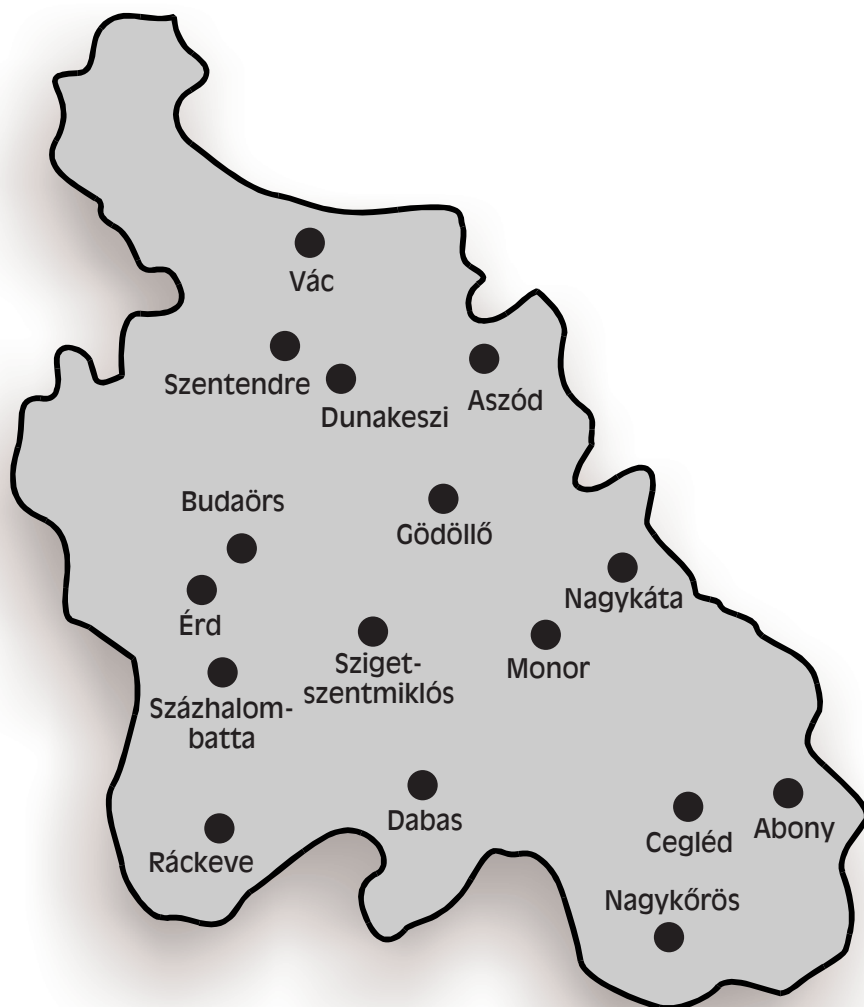 Vác
Szentendre
Dunakeszi
Aszód
Budaörs
Gödöllő
Nagykáta
Érd
Sziget-
szentmiklós
Monor
Százhalom-
batta
Dabas
Cegléd
Abony
Ráckeve
Nagykőrös